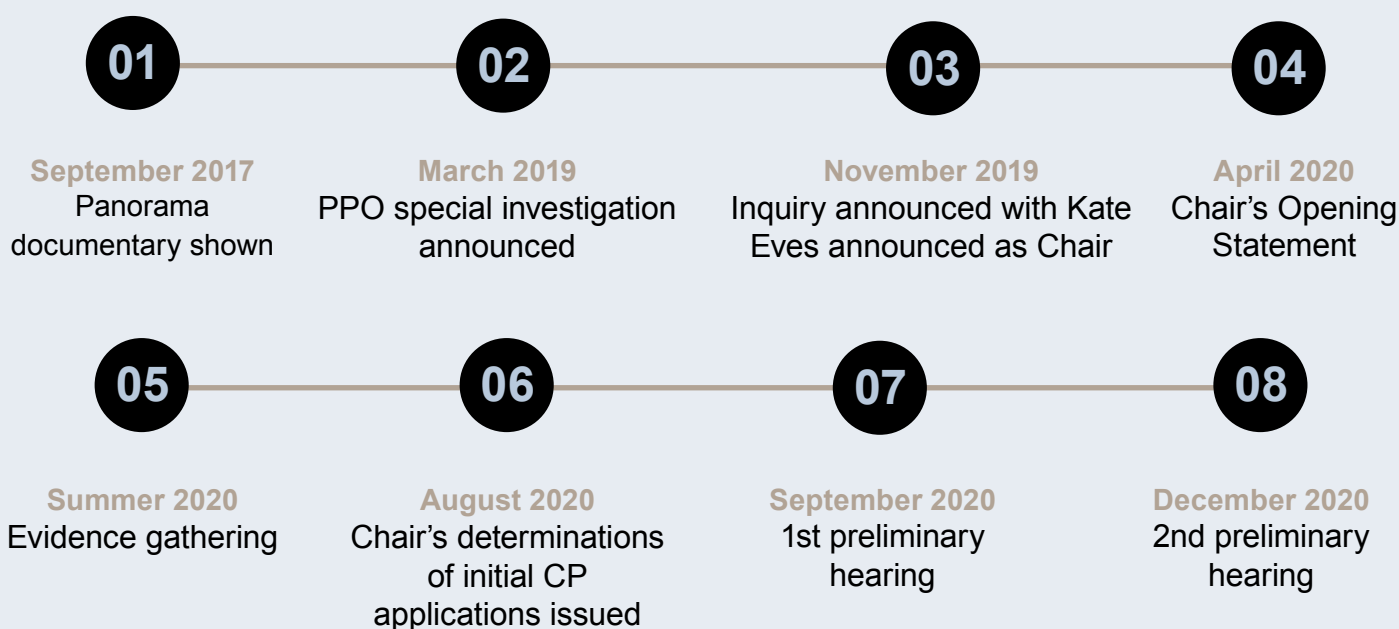 01
02
03
04
September 2017
Panorama
documentary shown
March 2019
PPO special investigation
announced
November 2019
Inquiry announced with Kate
Eves announced as Chair
April 2020
Chair’s Opening
Statement
05
06
07
08
Summer 2020
Evidence gathering
August 2020
Chair’s determinations
of initial CP
applications issued
September 2020
1st preliminary
hearing
December 2020
2nd preliminary
hearing